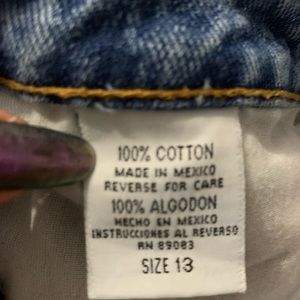 100% COTTON
MADE IN MEXICO
REVERSE FOR CARE
100% ALGODON
HECHO EN MEXICO
INSTRUCCIONES AL REVERSO
RN 89083
SIZE 13